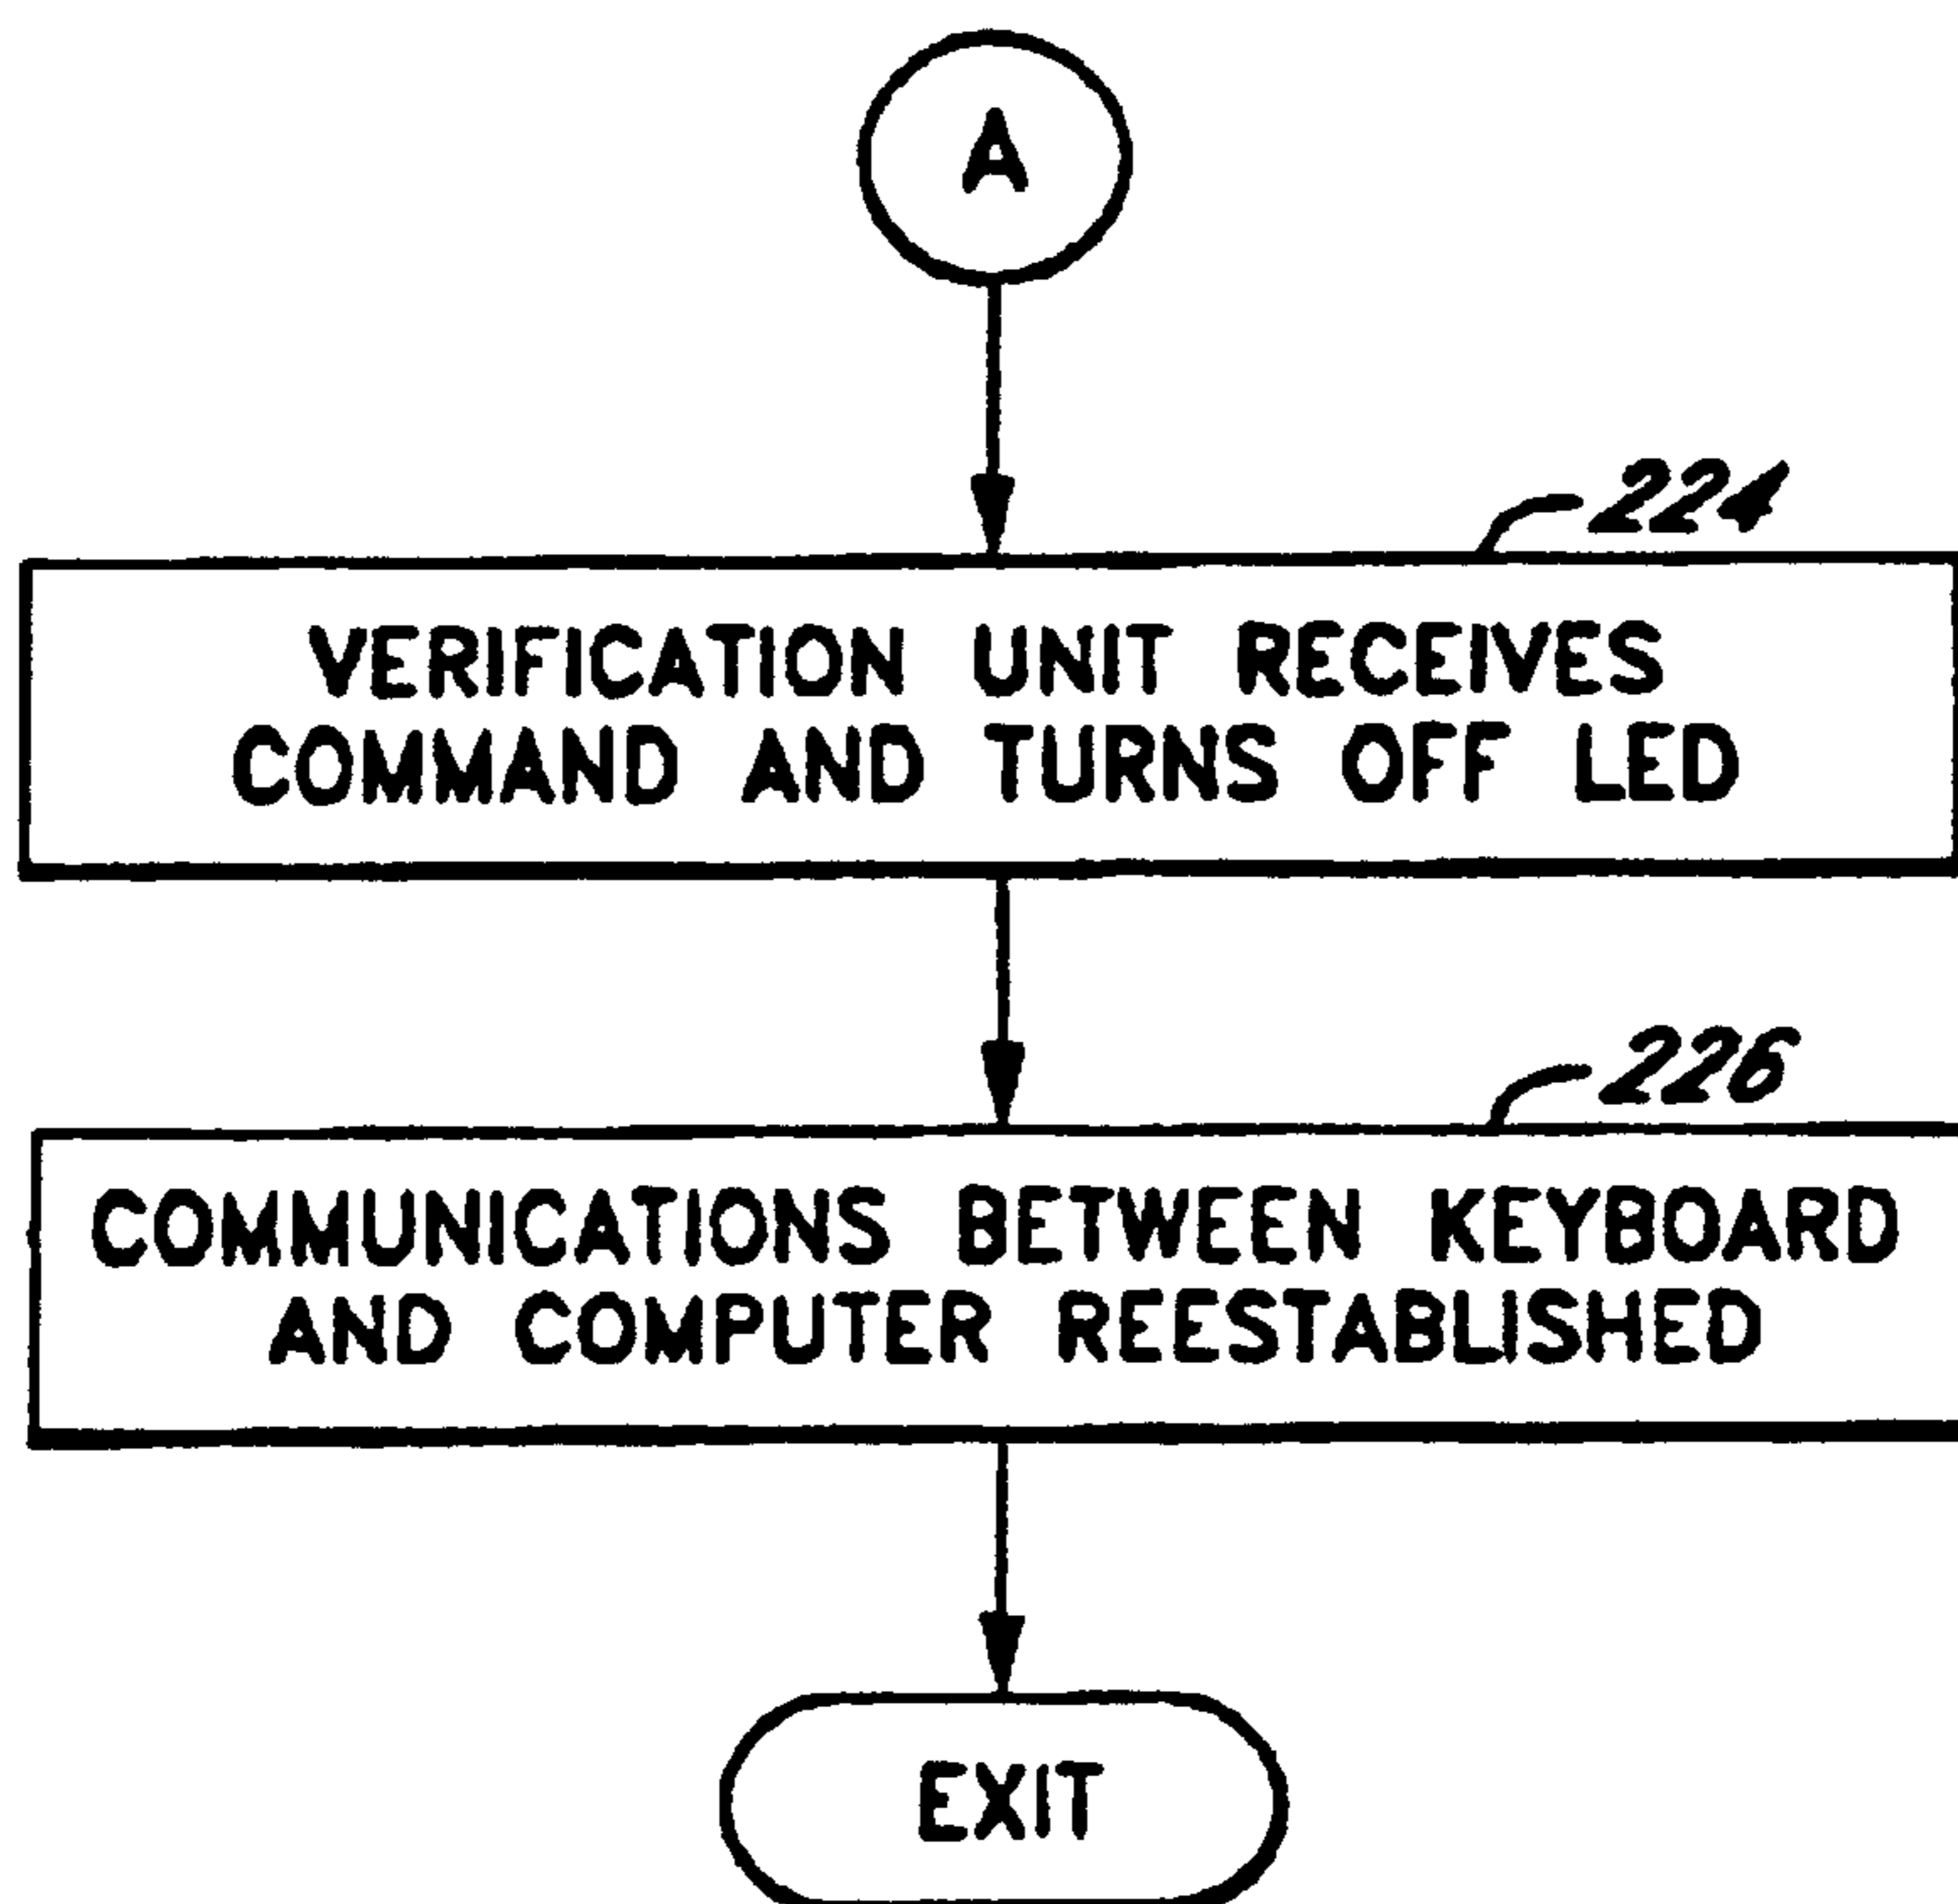 A
224
VERIFICATION UNIT RECEIVES
COMMAND AND TURNS OFF LED
226
COMMUNICATIONS BETWEEN KEYBOARD
AND COMPUTER REESTABLISHED
EXIT